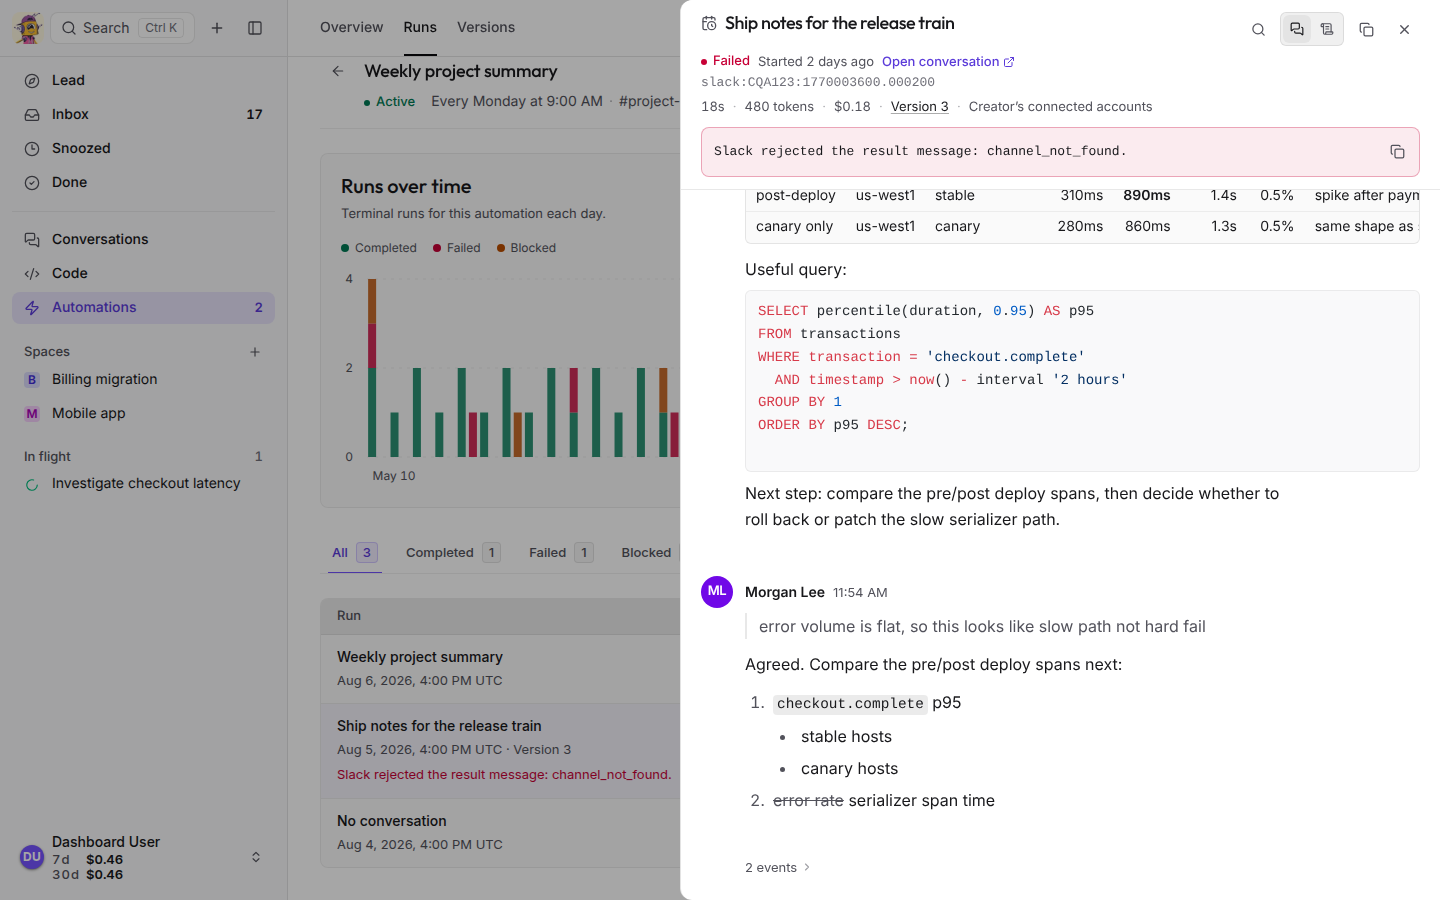 Search Ctrl K
Lead
Inbox 17
Snoozed
Done
Conversations
Code
Automations 2
Spaces
B Billing migration
M Mobile app
In flight 1
Investigate checkout latency
DU Dashboard User
7d $0.46
30d $0.46
Overview Runs Versions
Weekly project summary
Active Every Monday at 9:00 AM · #project-
Runs over time
Terminal runs for this automation each day.
Completed Failed Blocked
4
2
0
May 10
All 3 Completed 1 Failed 1 Blocked
Run
Weekly project summary
Aug 6, 2026, 4:00 PM UTC
Ship notes for the release train
Aug 5, 2026, 4:00 PM UTC · Version 3
Slack rejected the result message: channel_not_found.
No conversation
Aug 4, 2026, 4:00 PM UTC
Ship notes for the release train
Failed Started 2 days ago Open conversation
slack:CQA123:1770003600.000200
18s · 480 tokens · $0.18 · Version 3 · Creator’s connected accounts
Slack rejected the result message: channel_not_found.
post-deploy us-west1 stable 310ms 890ms 1.4s 0.5% spike after paym
canary only us-west1 canary 280ms 860ms 1.3s 0.5% same shape as
Useful query:
SELECT percentile(duration, 0.95) AS p95
FROM transactions
WHERE transaction = 'checkout.complete'
AND timestamp > now() - interval '2 hours'
GROUP BY 1
ORDER BY p95 DESC;
Next step: compare the pre/post deploy spans, then decide whether to
roll back or patch the slow serializer path.
ML Morgan Lee 11:54 AM
error volume is flat, so this looks like slow path not hard fail
Agreed. Compare the pre/post deploy spans next:
1. checkout.complete p95
• stable hosts
• canary hosts
2. error rate serializer span time
2 events